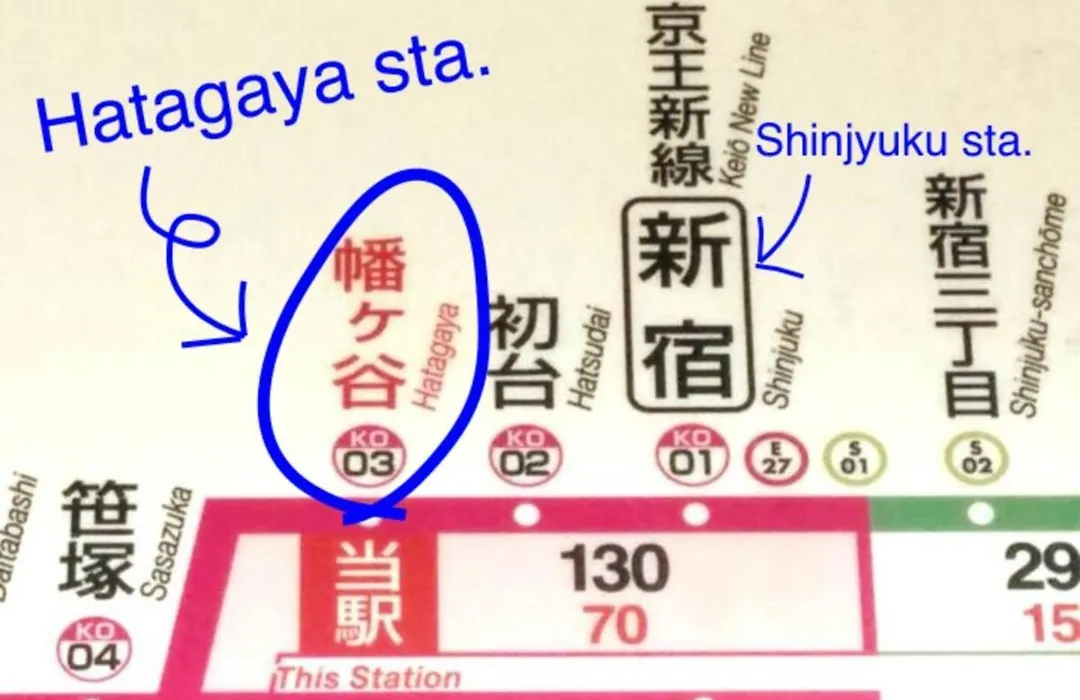 Hatagaya sta.
京王新線
Keiō New Line
Shinjyuku sta.
幡ヶ谷
Hatagaya
初台
Hatsudai
新宿
Shinjuku
新宿三丁目
Shinjuku-sanchōme
KO
03
KO
02
KO
01
E
27
S
01
S
02
笹塚
Sasazuka
KO
04
当駅
130
70
29
15
This Station